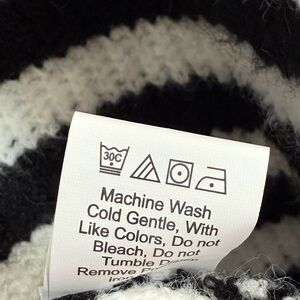 30C
Machine Wash
Cold Gentle, With
Like Colors, Do not
Bleach, Do not
Tumble
Remove